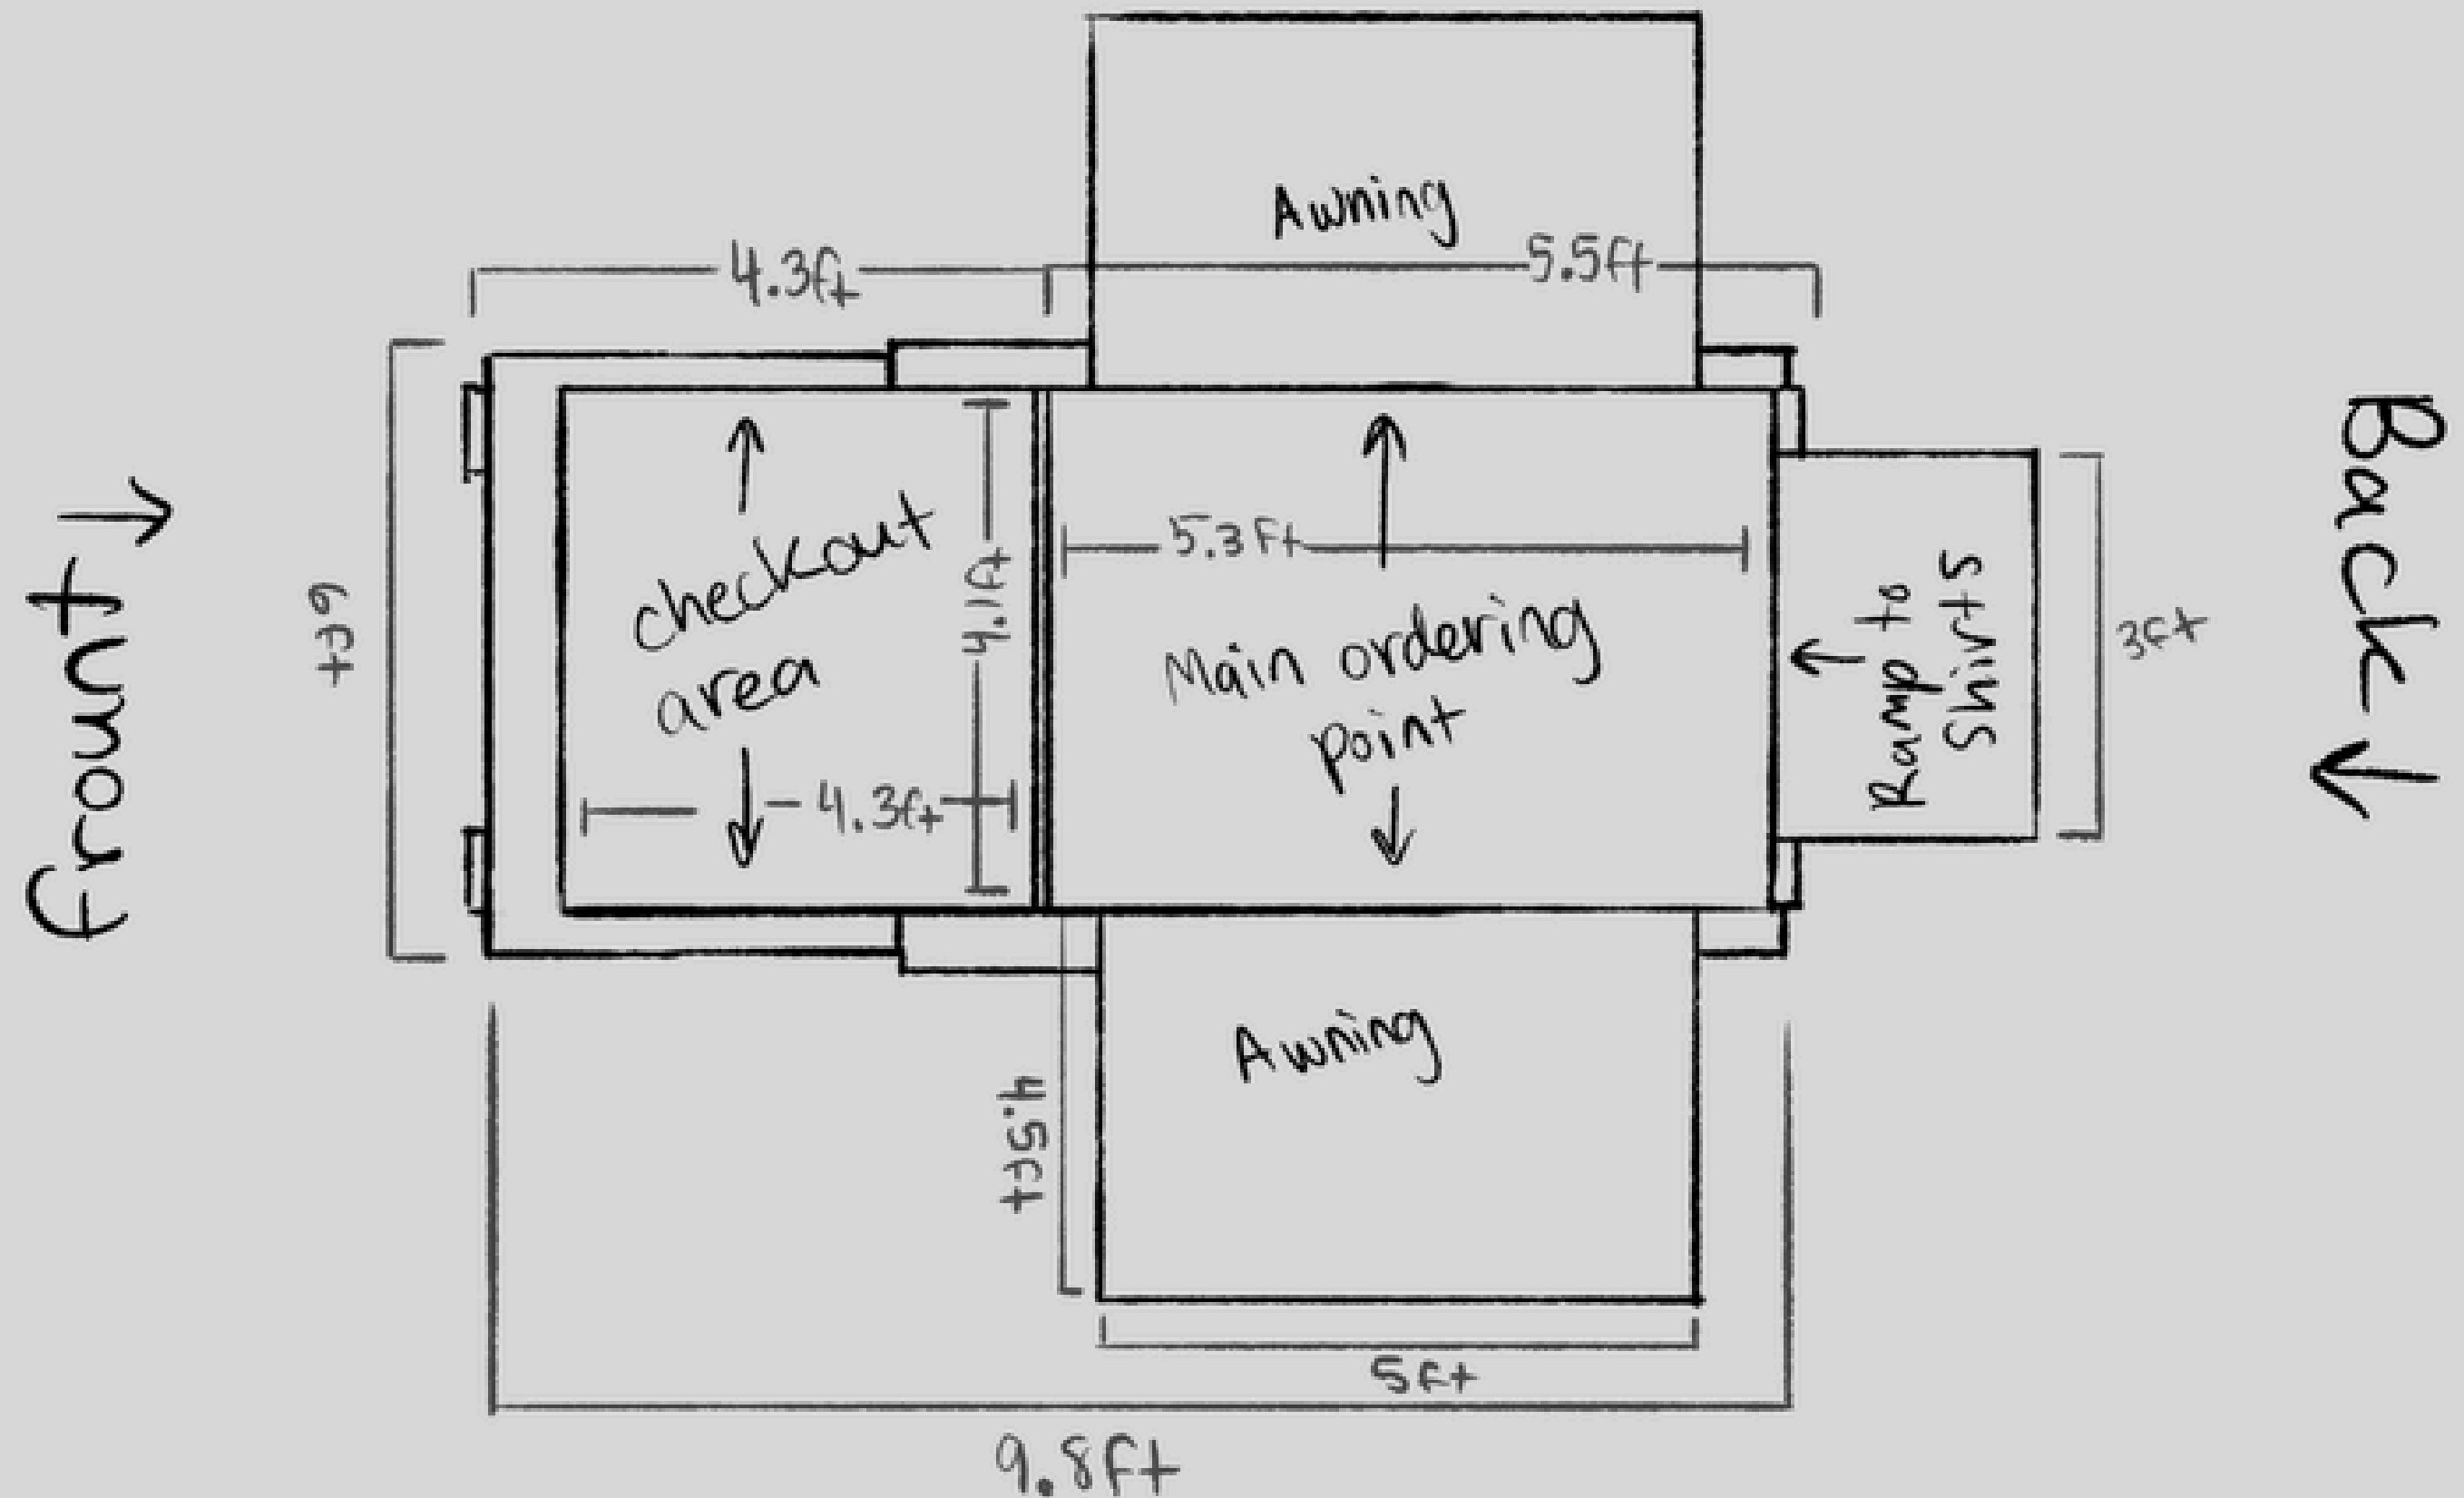 Awning
4.3ft
5.5ft
frount
6ft
checkout
area
4.1ft
4.3ft
5.3ft
Main ordering
point
Ramp to
Shirts
3ft
Back
Awning
4.5ft
5ft
9.8ft